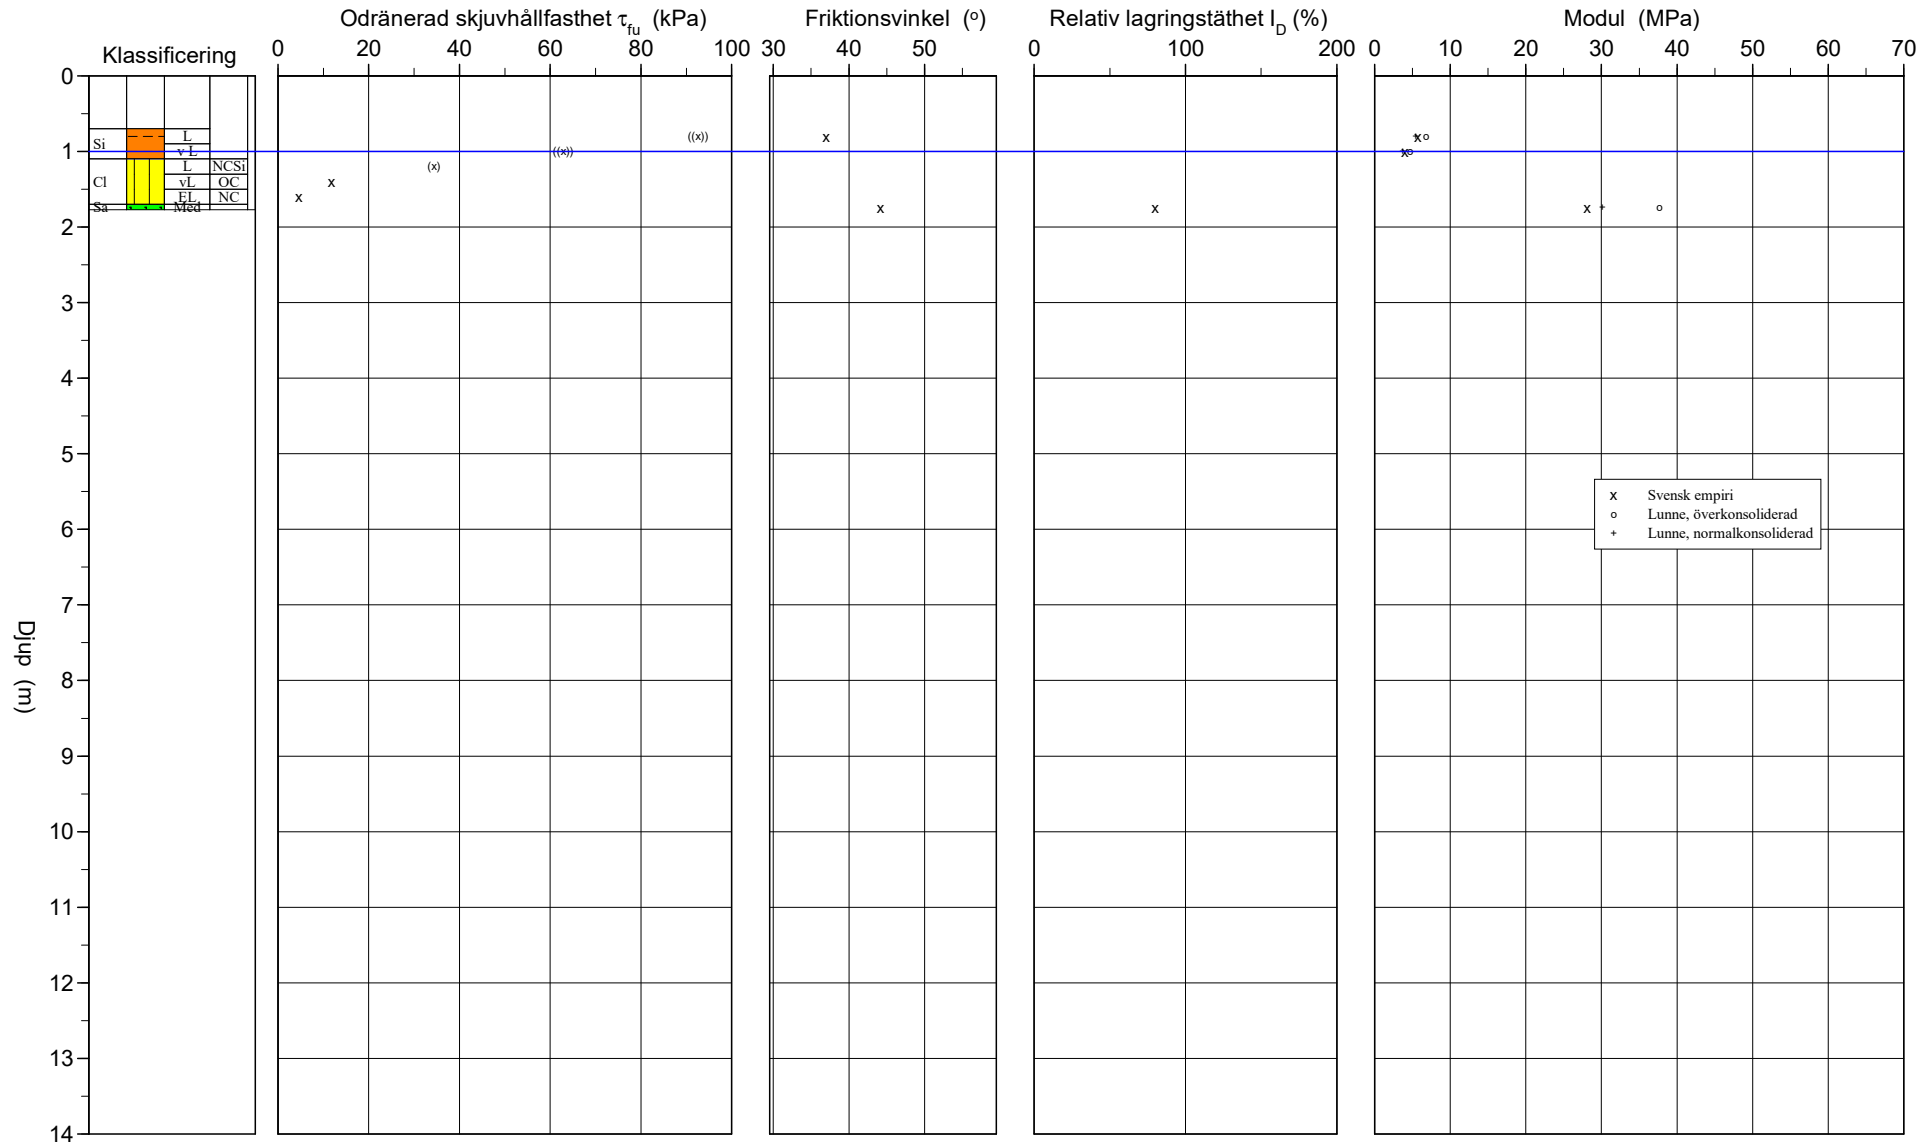 Odränerad skjuvhållfasthet τfu (kPa) Friktionsvinkel (o) Relativ lagringstäthet ID (%) Modul (MPa)
Klassificering
0 20 40 60 80 100 30 40 50 0 100 200 0 10 20 30 40 50 60 70
0
Si L
v L
1
L NCSi
Cl vL OC
EL NC
Sa Med
2
3
4
5
6
7
8
9
10
11
12
13
14
Djup (m)
((x))
((x))
(x)
x
x
x
x
x
x Svensk empiri
o Lunne, överkonsoliderad
+ Lunne, normalkonsoliderad